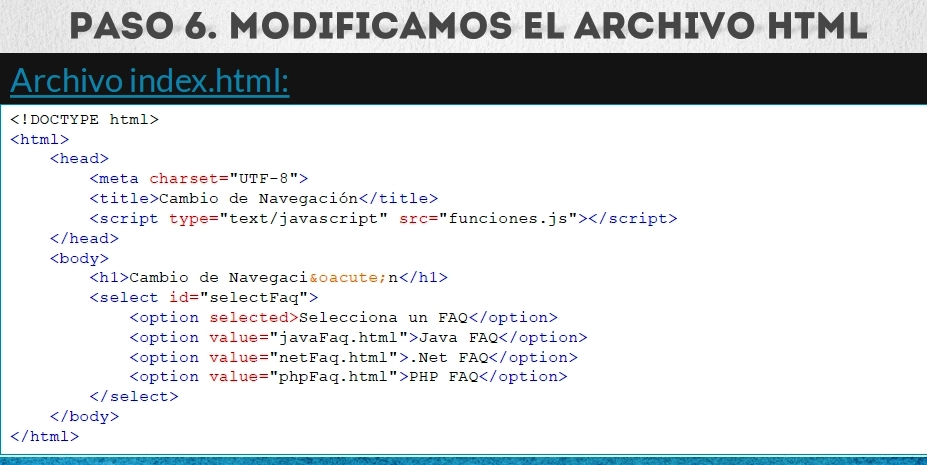 PASO 6. MODIFICAMOS EL ARCHIVO HTML
Archivo index.html:
<!DOCTYPE html>
<html>
    <head>
        <meta charset="UTF-8">
        <title>Cambio de Navegación</title>
        <script type="text/javascript" src="funciones.js"></script>
    </head>
    <body>
        <h1>Cambio de Navegaci&oacute;n</h1>
        <select id="selectFaq">
            <option selected>Selecciona un FAQ</option>
            <option value="javaFaq.html">Java FAQ</option>
            <option value="netFaq.html">.Net FAQ</option>
            <option value="phpFaq.html">PHP FAQ</option>
        </select>
    </body>
</html>